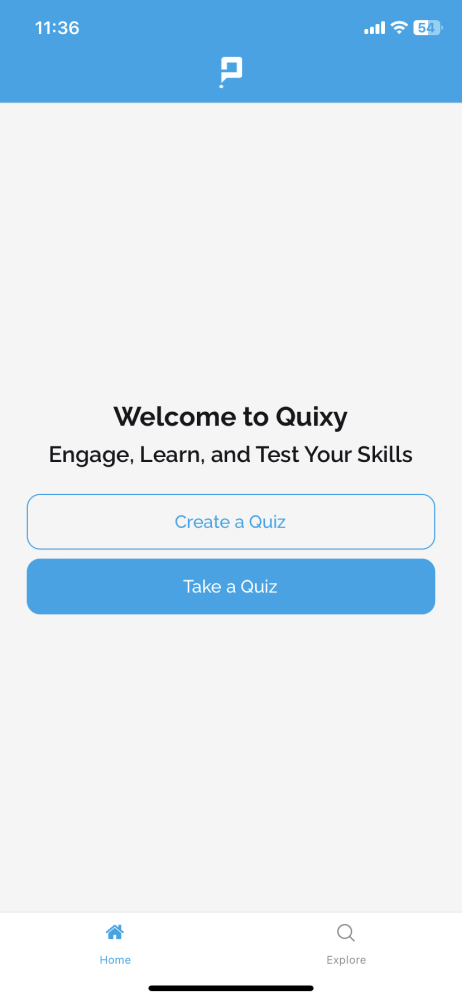 11:36
54
Welcome to Quixy
Engage, Learn, and Test Your Skills
Create a Quiz
Take a Quiz
Home
Explore